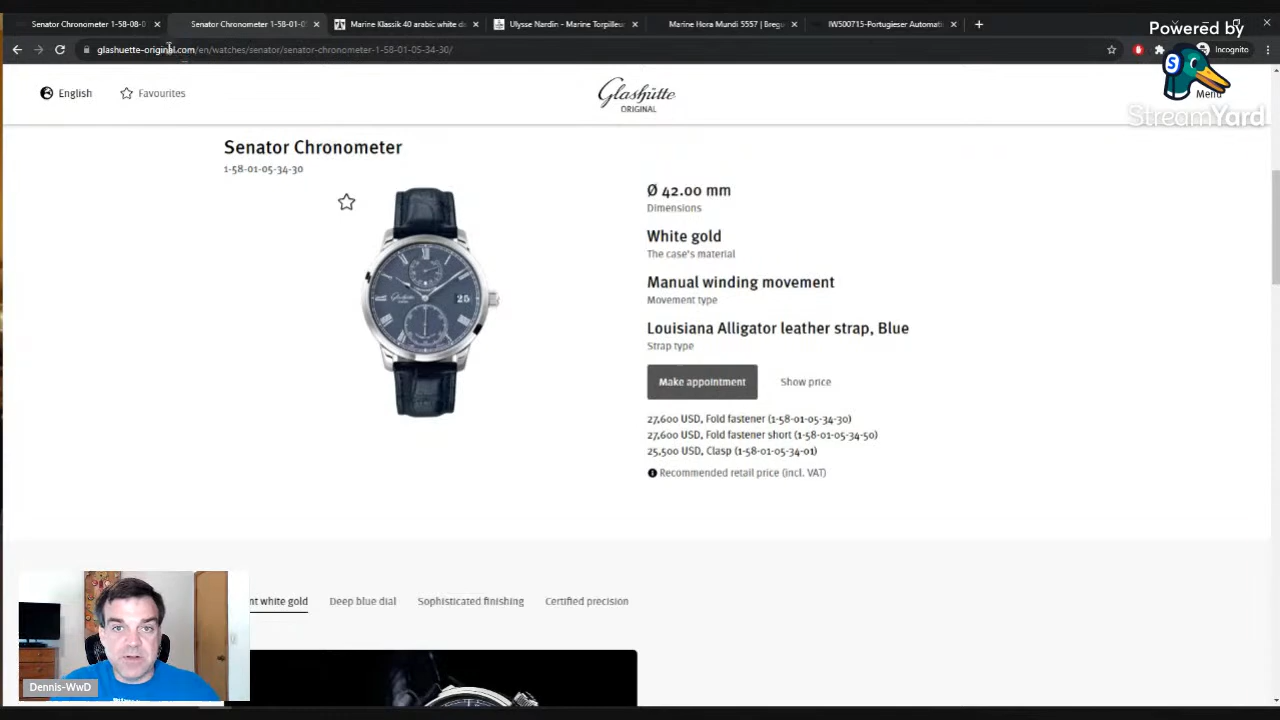 Senator Chronometer 1-58-08-0
Senator Chronometer 1-58-01-0
Marine Klassik 40 arabic white d
Ulysse Nardin - Marine Torpilleur
Marine Hora Mundi 5557 | Breg
IW500715-Portugieser Automati
glashuette-original.com/en/watches/senator/senator-chronometer-1-58-01-05-34-30/
Incognito
Powered by
S
StreamYard
English
Favourites
Glashütte
ORIGINAL
Menu
Senator Chronometer
1-58-01-05-34-30
Ø 42.00 mm
Dimensions
White gold
The case's material
Manual winding movement
Movement type
Louisiana Alligator leather strap, Blue
Strap type
Make appointment
Show price
27,600 USD, Fold fastener (1-58-01-05-34-30)
27,600 USD, Fold fastener short (1-58-01-05-34-50)
25,500 USD, Clasp (1-58-01-05-34-01)
Recommended retail price (incl. VAT)
Glashütte
25
nt white gold
Deep blue dial
Sophisticated finishing
Certified precision
Dennis-WwD